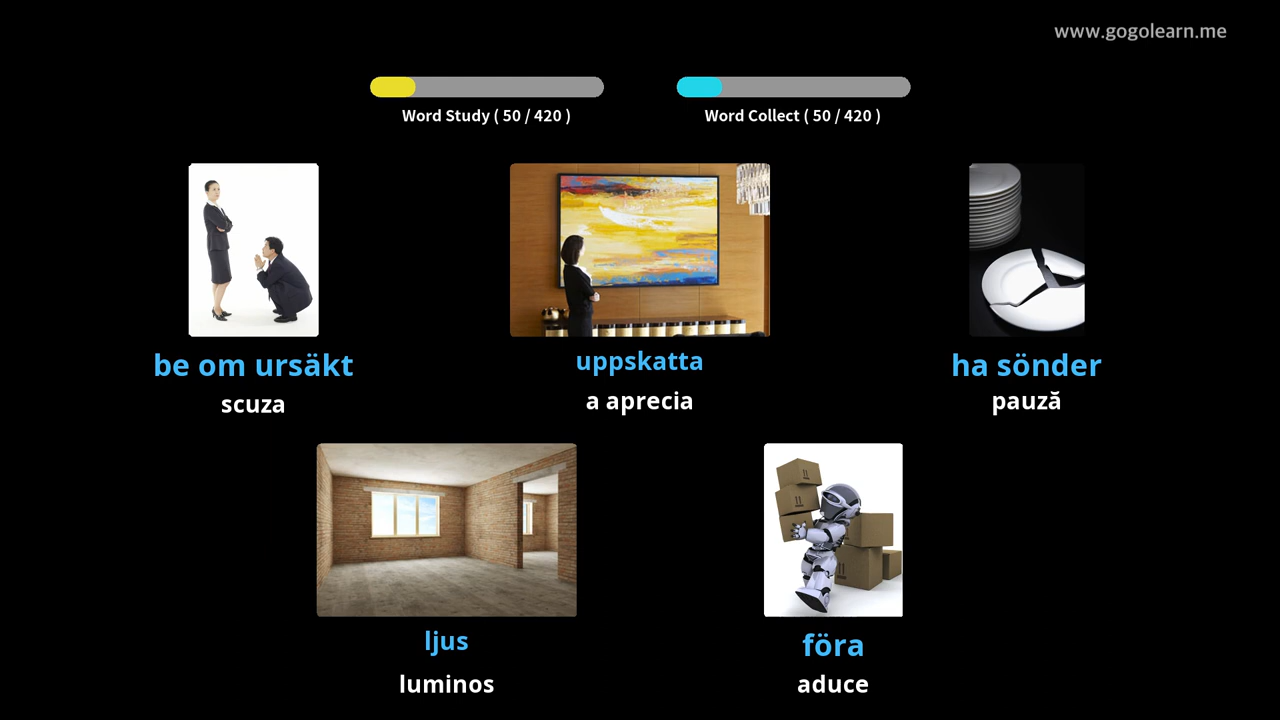 www.gogolearn.me
Word Study ( 50 / 420 )
Word Collect ( 50 / 420 )
be om ursäkt
scuza
uppskatta
a aprecia
ha sönder
pauză
ljus
luminos
föra
aduce